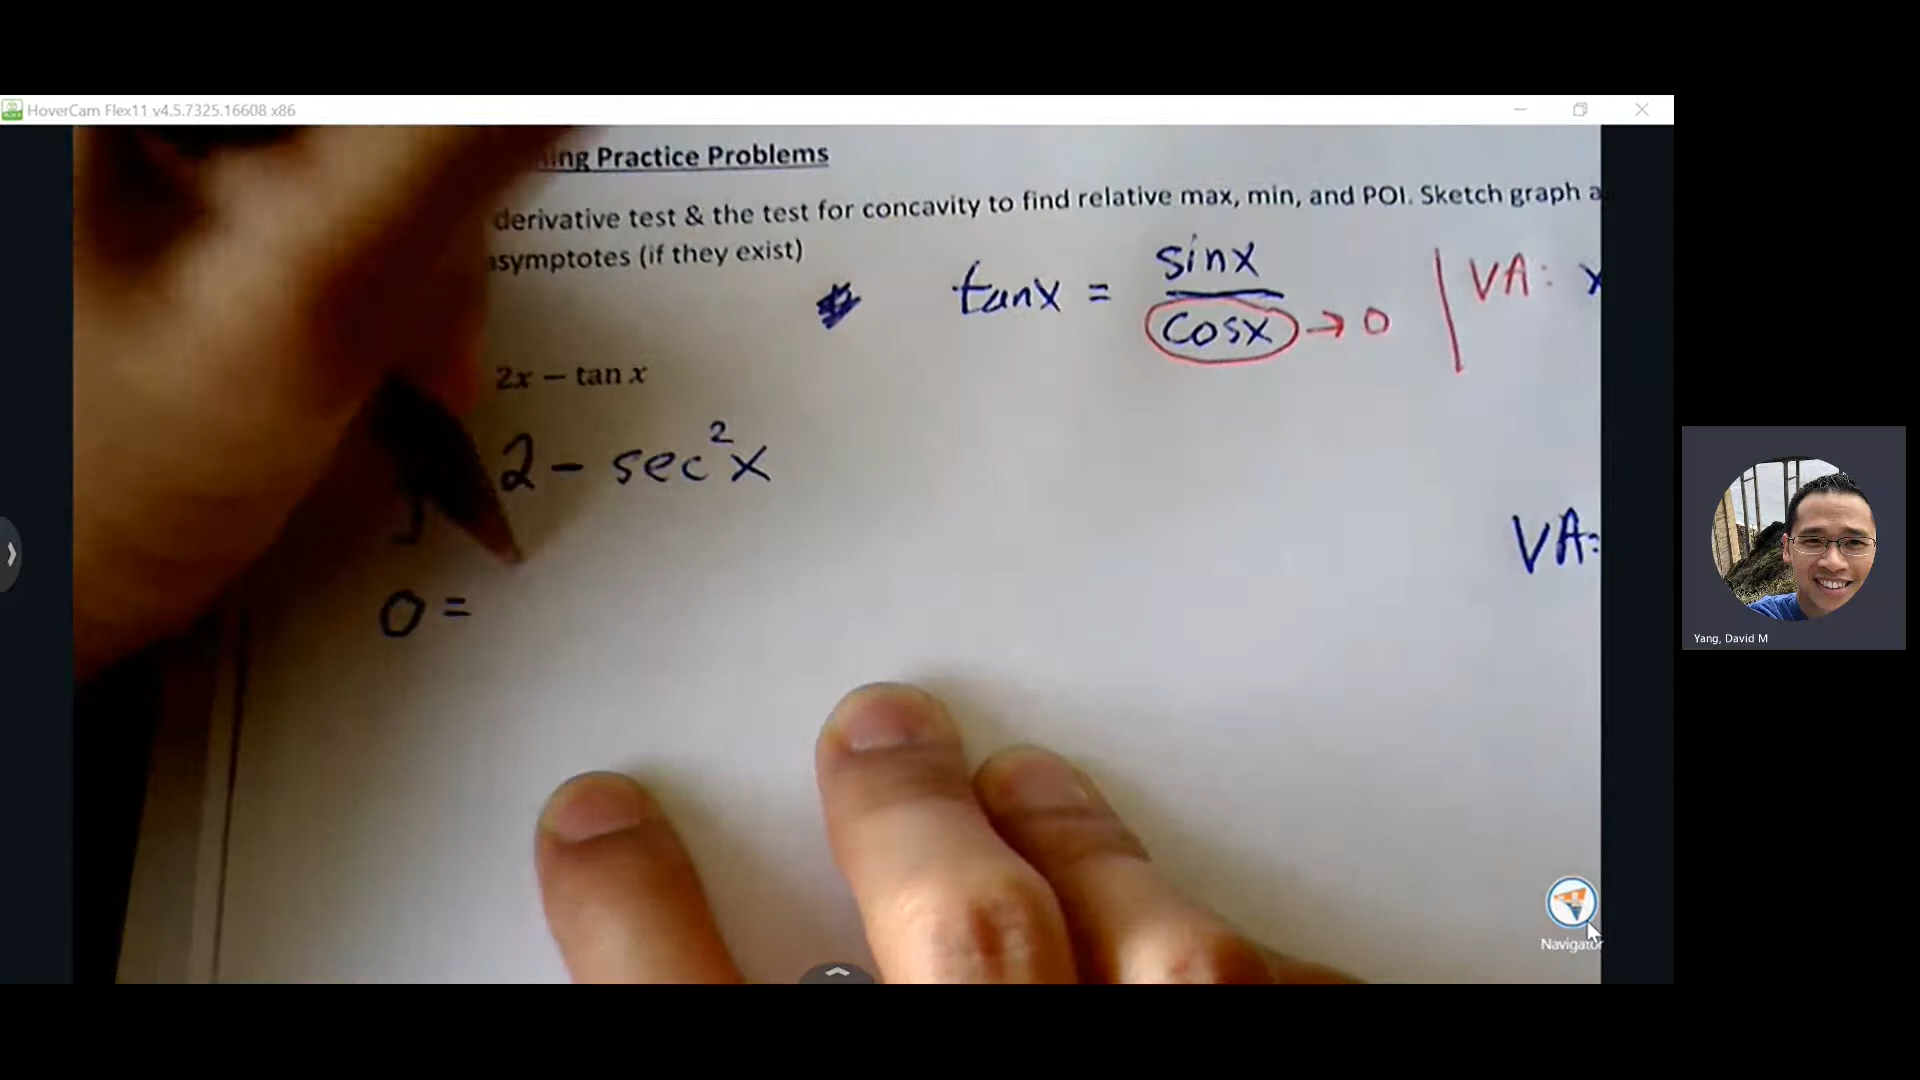 HoverCam Flex11 v4.5.7325.16608 x86
Practice Problems
derivative test & the test for concavity to find relative max, min, and POI. Sketch graph a
asymptotes (if they exist)
tanx = sinx / cosx → 0 | VA: x
2x − tan x
2 - sec²x
VA:
0 =
Yang, David M
Navigator